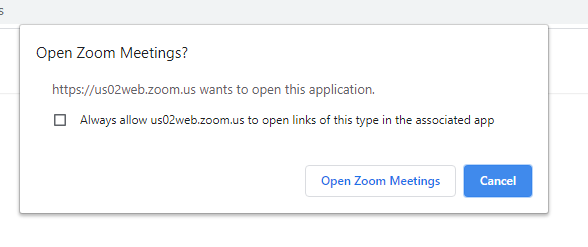 s
Open Zoom Meetings?
https://us02web.zoom.us wants to open this application.
Always allow us02web.zoom.us to open links of this type in the associated app
Open Zoom Meetings
Cancel